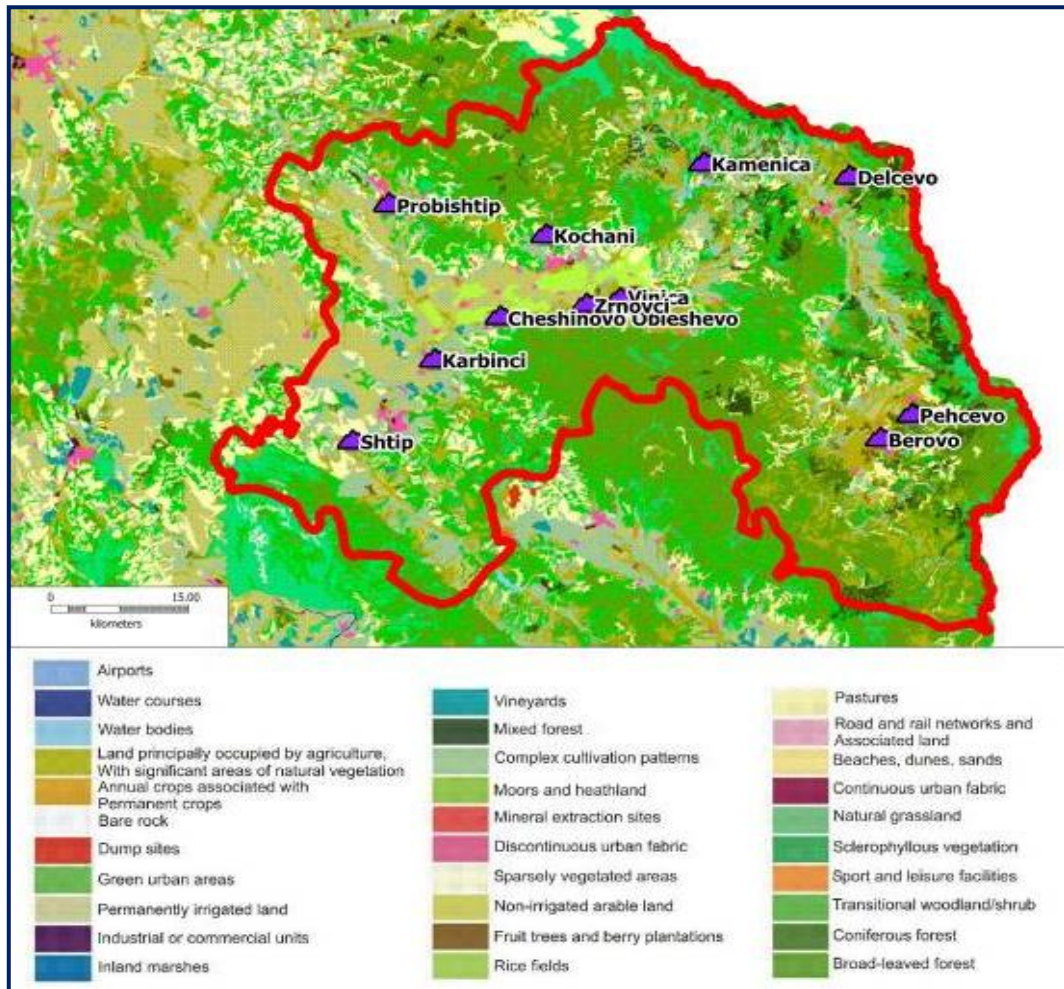 Kamenica
Delcevo
Probishtip
Kochani
Vinica
Zrnovci
Cheshinovo Obleshevo
Karbinci
Pehcevo
Berovo
Shtip
0 15.00
kilometers
Airports
Water courses
Water bodies
Land principally occupied by agriculture,
With significant areas of natural vegetation
Annual crops associated with
Permanent crops
Bare rock
Dump sites
Green urban areas
Permanently irrigated land
Industrial or commercial units
Inland marshes
Vineyards
Mixed forest
Complex cultivation patterns
Moors and heathland
Mineral extraction sites
Discontinuous urban fabric
Sparsely vegetated areas
Non-irrigated arable land
Fruit trees and berry plantations
Rice fields
Pastures
Road and rail networks and
Associated land
Beaches, dunes, sands
Continuous urban fabric
Natural grassland
Sclerophyllous vegetation
Sport and leisure facilities
Transitional woodland/shrub
Coniferous forest
Broad-leaved forest